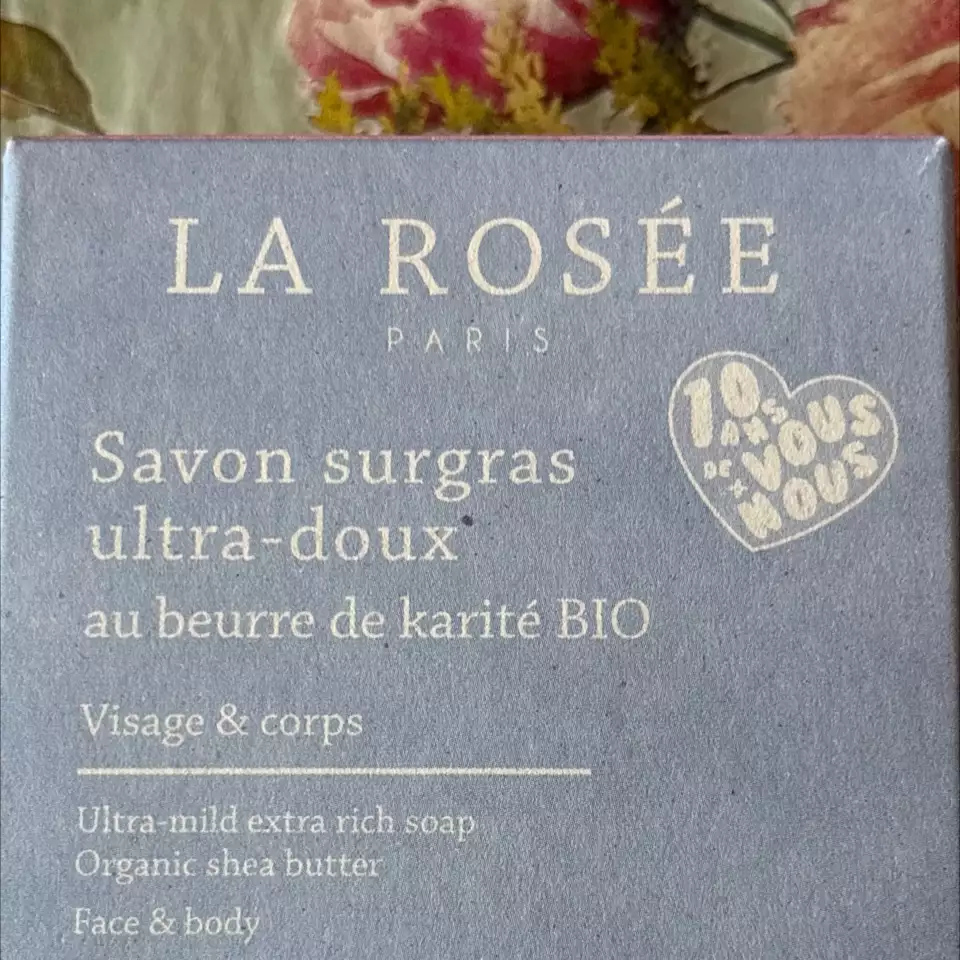 LA ROSÉE
PARIS
10
ANS
DE
VOUS
+
NOUS
Savon surgras
ultra-doux
au beurre de karité BIO
Visage & corps
Ultra-mild extra rich soap
Organic shea butter
Face & body